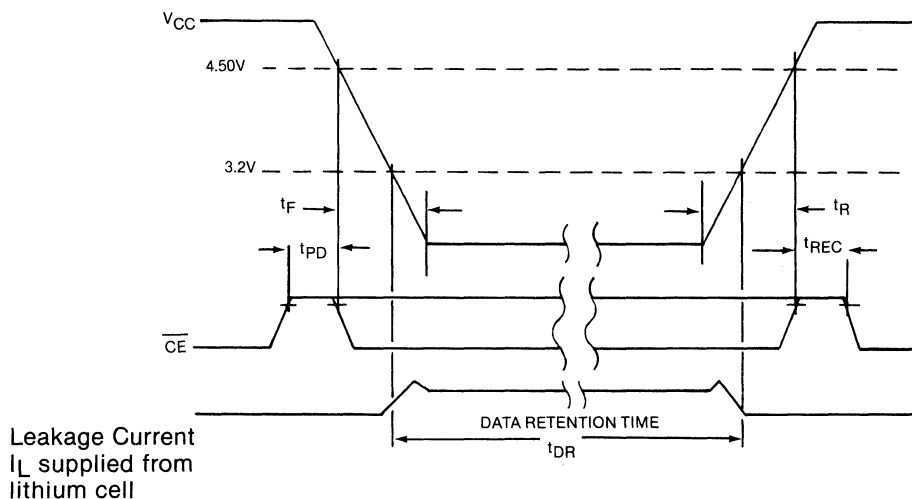 VCC
4.50V
3.2V
tF
tR
tPD
tREC
CE
DATA RETENTION TIME
tDR
Leakage Current
IL supplied from
lithium cell